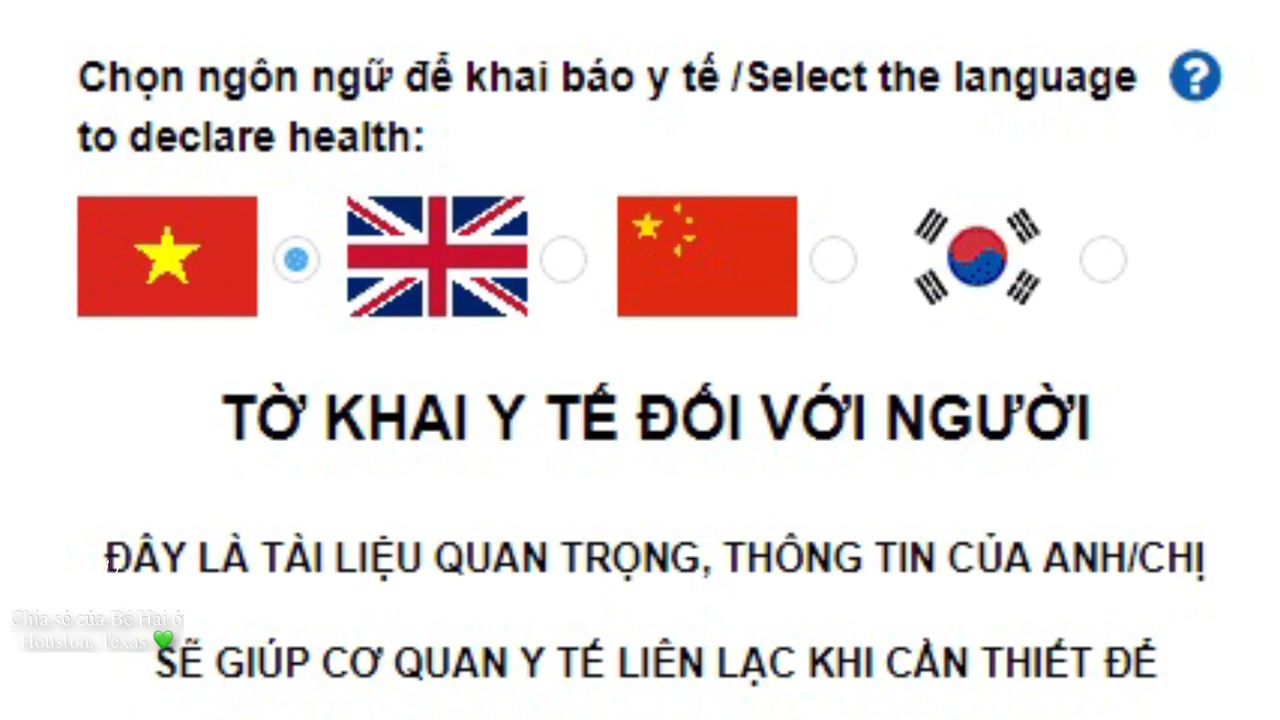 Chọn ngôn ngữ để khai báo y tế /Select the language
to declare health:
TỜ KHAI Y TẾ ĐỐI VỚI NGƯỜI
ĐÂY LÀ TÀI LIỆU QUAN TRỌNG, THÔNG TIN CỦA ANH/CHỊ
Chia sẻ của Bé Hai ở
Houston, Texas 💚
SẼ GIÚP CƠ QUAN Y TẾ LIÊN LẠC KHI CẦN THIẾT ĐỂ